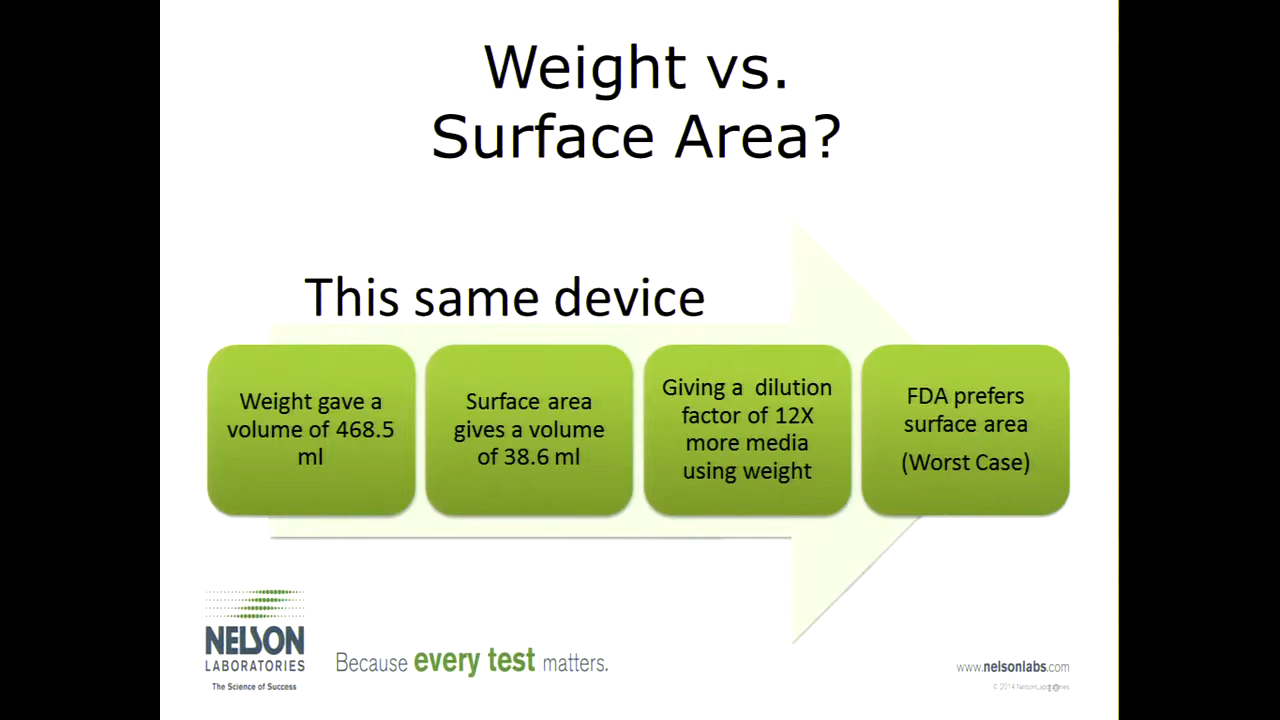 Weight vs.
Surface Area?
This same device
Weight gave a
volume of 468.5
ml
Surface area
gives a volume
of 38.6 ml
Giving a dilution
factor of 12X
more media
using weight
FDA prefers
surface area
(Worst Case)
NELSON
LABORATORIES
The Science of Success
Because every test matters.
www.nelsonlabs.com
© 2014 Nelson